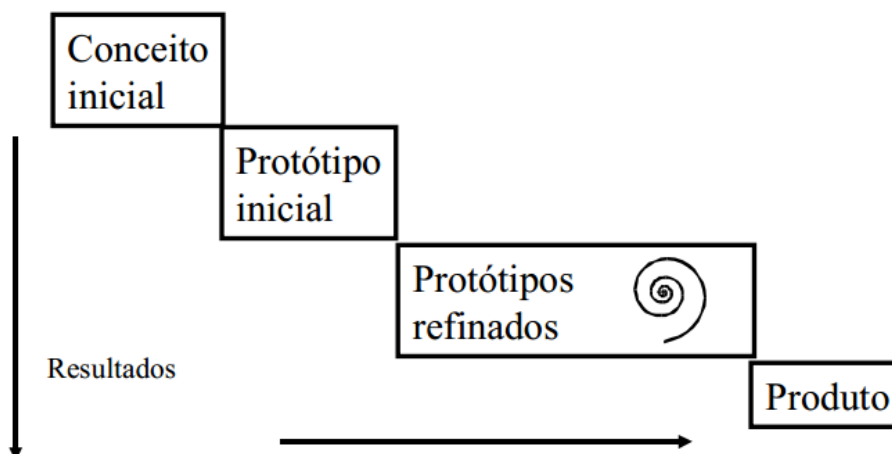 Conceito
inicial
Protótipo
inicial
Protótipos
refinados
Resultados
Produto